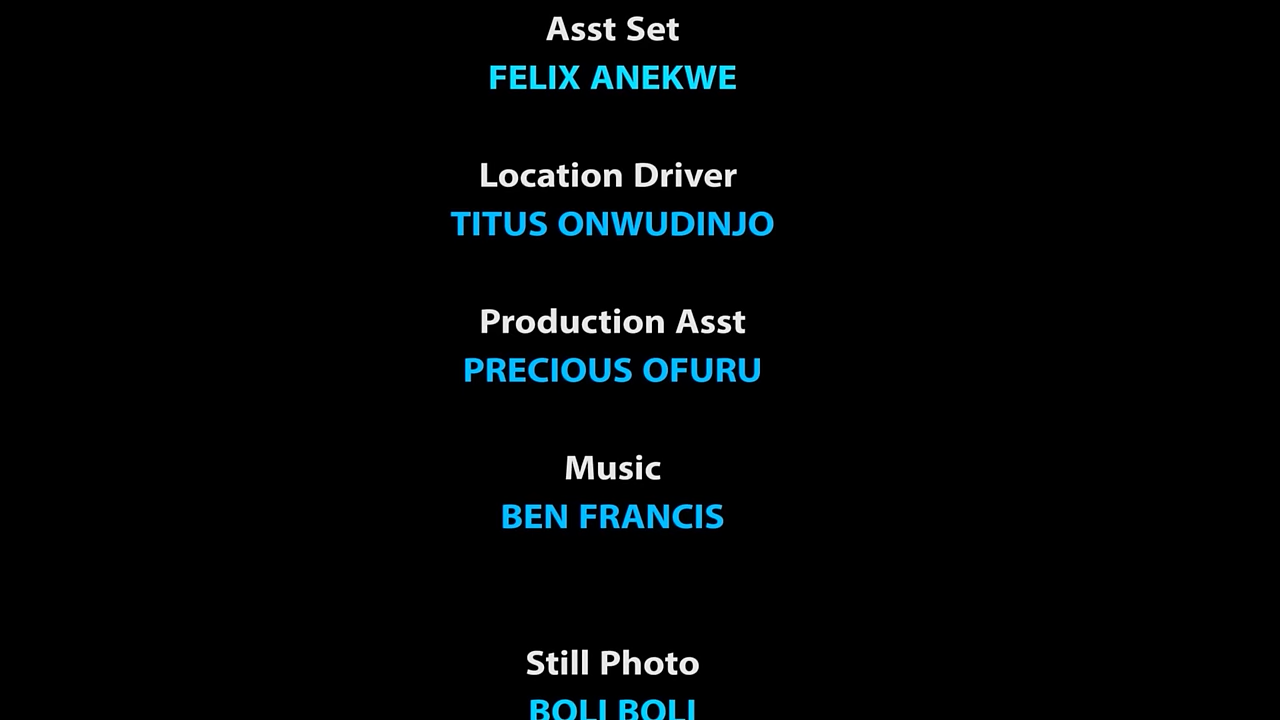 Asst Set
FELIX ANEKWE
Location Driver
TITUS ONWUDINJO
Production Asst
PRECIOUS OFURU
Music
BEN FRANCIS
Still Photo
BOLI BOLI